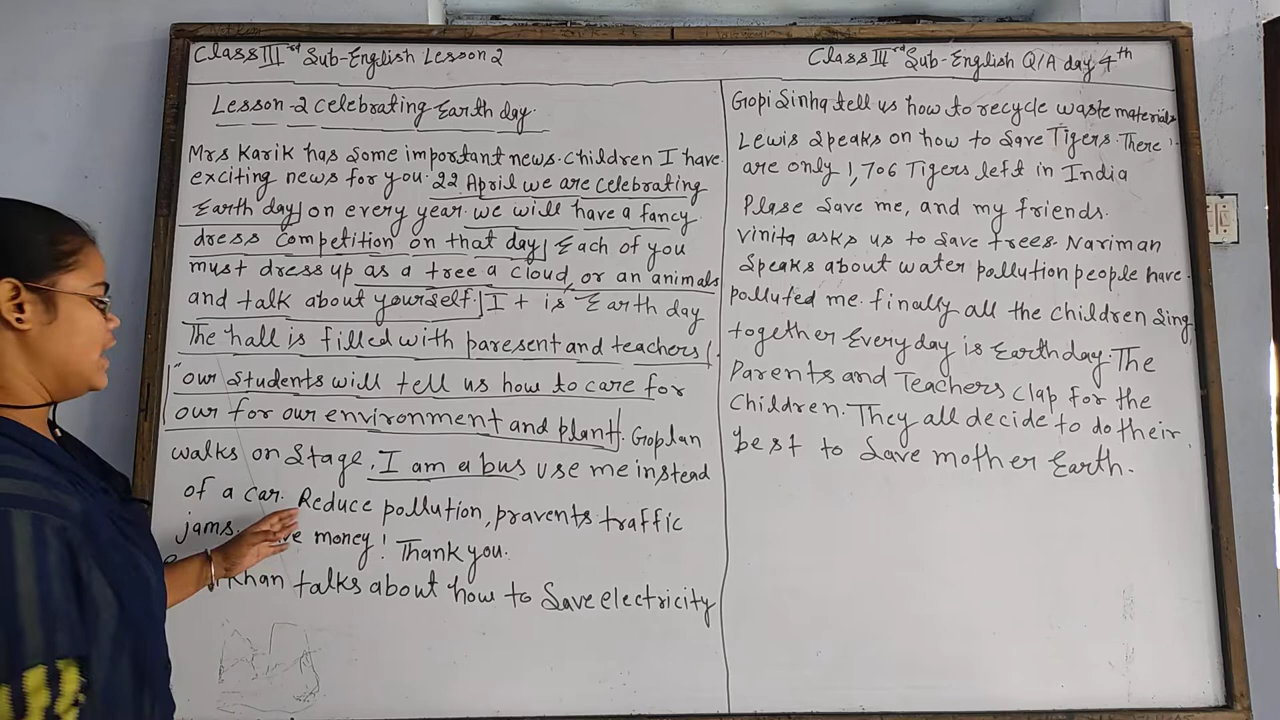 Class III rd Sub-English Lesson 2
Lesson-2 Celebrating Earth day.
Mrs Karik has some important news. children I have
exciting news for you. 22 April we are celebrating
Earth day on every year. we will have a fancy
dress competition on that day Each of you
must dress up as a tree a cloud, or an animals
and talk about yourself. It is Earth day
The hall is filled with paresent and teachers!
"our students will tell us how to care for
our for our environment and plant. Goplan
walks on Stage. I am a bus use me instead
of a car. Reduce pollution, pravents traffic
jams. money! Thank you.
Khan talks about how to Save electricity
Class III rd Sub-English Q/A day 4th
Gopi Sinha tell us how to recycle waste materials
Lewis Speaks on how to Save Tigers. There
are only 1,706 Tigers left in India
Plase Save me, and my friends.
vinita asks us to Save trees. Nariman
Speaks about water pollution people have
polluted me. finally all the children Sing
together Everyday is Earthday. The
Parents and Teachers clap for the
Children. They all decide to do their
best to Save mother Earth.